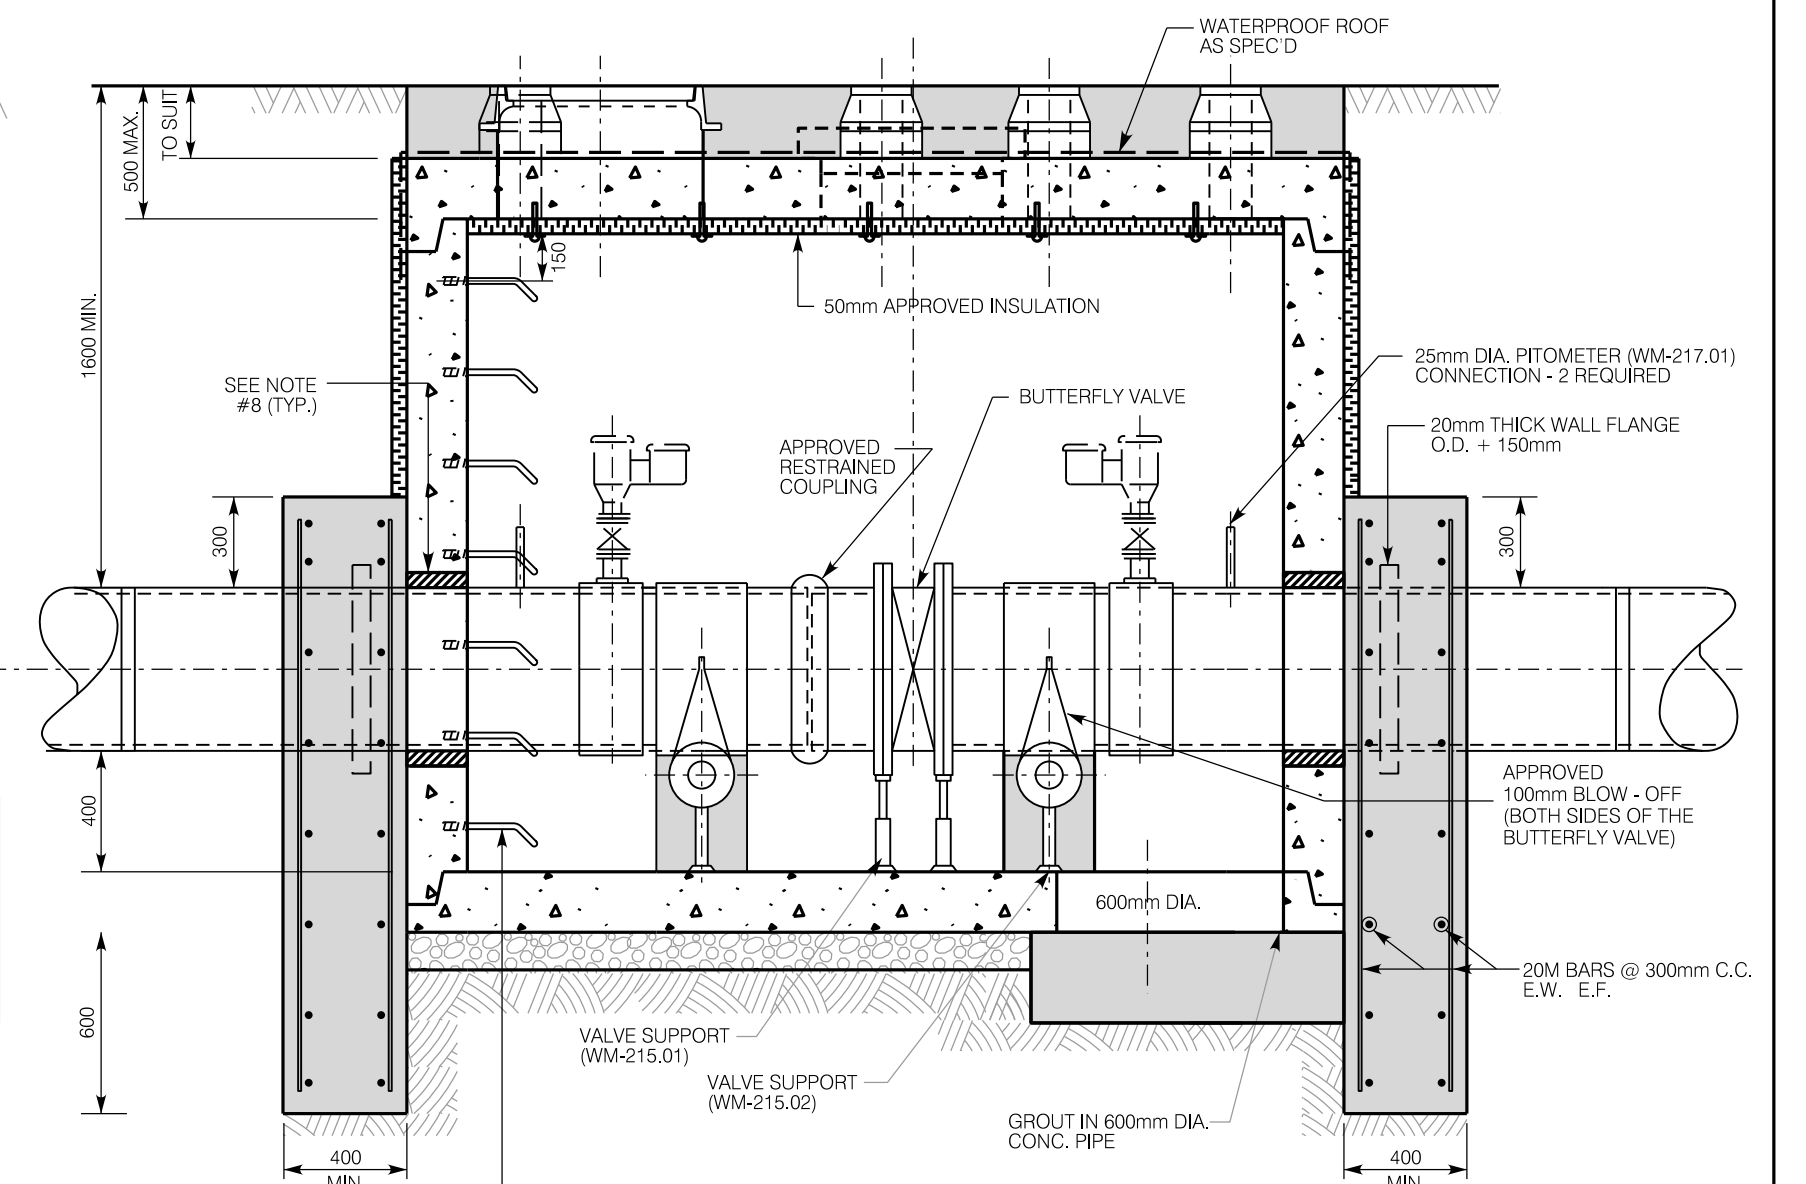 WATERPROOF ROOF
AS SPEC'D
TO SUIT
500 MAX.
150
1600 MIN.
50mm APPROVED INSULATION
SEE NOTE
#8 (TYP.)
25mm DIA. PITOMETER (WM-217.01)
CONNECTION - 2 REQUIRED
BUTTERFLY VALVE
20mm THICK WALL FLANGE
O.D. + 150mm
APPROVED
RESTRAINED
COUPLING
300
300
APPROVED
100mm BLOW - OFF
(BOTH SIDES OF THE
BUTTERFLY VALVE)
400
600mm DIA.
20M BARS @ 300mm C.C.
E.W. E.F.
600
VALVE SUPPORT
(WM-215.01)
VALVE SUPPORT
(WM-215.02)
GROUT IN 600mm DIA.
CONC. PIPE
400
MIN.
400
MIN.